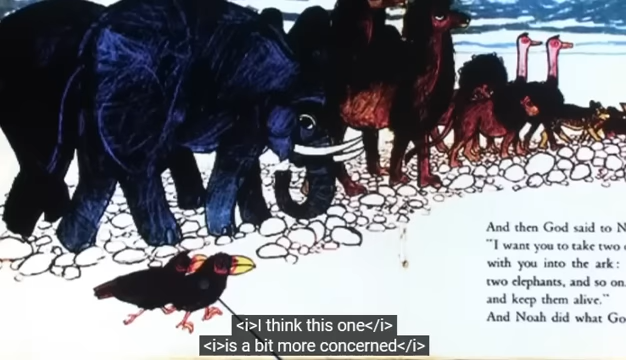 And then God said to
"I want you to take two
with you into the ark:
two elephants, and so on
and keep them alive."
And Noah did what
<i>I think this one</i>
<i>is a bit more concerned</i>